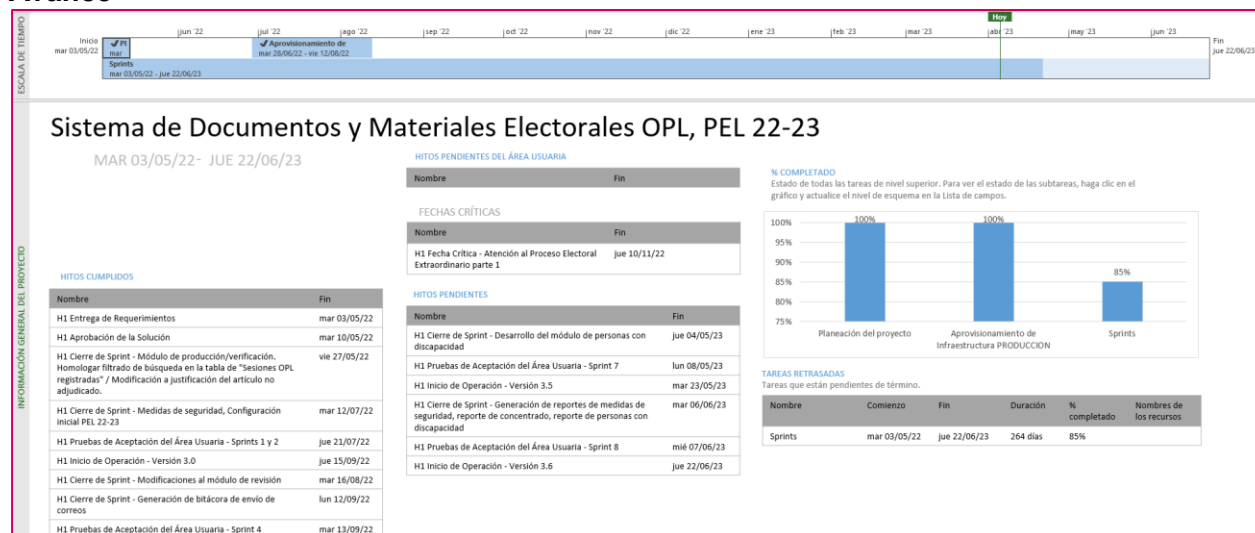 Avance
Hoy
jun '22 jul '22 ago '22 sep '22 oct '22 nov '22 dic '22 ene '23 feb '23 mar '23 abr '23 may '23 jun '23
ESCALA DE TIEMPO
Inicio
mar 03/05/22
✔ Pl
mar
✔ Aprovisionamiento de
mar 28/06/22 - vie 12/08/22
Sprints
mar 03/05/22 - jue 22/06/23
Fin
jue 22/06/23
INFORMACIÓN GENERAL DEL PROYECTO
Sistema de Documentos y Materiales Electorales OPL, PEL 22-23
MAR 03/05/22- JUE 22/06/23
HITOS CUMPLIDOS
Nombre Fin
H1 Entrega de Requerimientos mar 03/05/22
H1 Aprobación de la Solución mar 10/05/22
H1 Cierre de Sprint - Módulo de producción/verificación. vie 27/05/22
Homologar filtrado de búsqueda en la tabla de "Sesiones OPL
registradas" / Modificación a justificación del artículo no
adjudicado.
H1 Cierre de Sprint - Medidas de seguridad, Configuración mar 12/07/22
inicial PEL 22-23
H1 Pruebas de Aceptación del Área Usuaria - Sprints 1 y 2 jue 21/07/22
H1 Inicio de Operación - Versión 3.0 jue 15/09/22
H1 Cierre de Sprint - Modificaciones al módulo de revisión mar 16/08/22
H1 Cierre de Sprint - Generación de bitácora de envío de lun 12/09/22
correos
H1 Pruebas de Aceptación del Área Usuaria - Sprint 4 mar 13/09/22
HITOS PENDIENTES DEL ÁREA USUARIA
Nombre Fin
FECHAS CRÍTICAS
Nombre Fin
H1 Fecha Crítica - Atención al Proceso Electoral jue 10/11/22
Extraordinario parte 1
HITOS PENDIENTES
Nombre Fin
H1 Cierre de Sprint - Desarrollo del módulo de personas con jue 04/05/23
discapacidad
H1 Pruebas de Aceptación del Área Usuaria - Sprint 7 lun 08/05/23
H1 Inicio de Operación - Versión 3.5 mar 23/05/23
H1 Cierre de Sprint - Generación de reportes de medidas de mar 06/06/23
seguridad, reporte de concentrado, reporte de personas con
discapacidad
H1 Pruebas de Aceptación del Área Usuaria - Sprint 8 mié 07/06/23
H1 Inicio de Operación - Versión 3.6 jue 22/06/23
% COMPLETADO
Estado de todas las tareas de nivel superior. Para ver el estado de las subtareas, haga clic en el
gráfico y actualice el nivel de esquema en la Lista de campos.
100% 100% 100%
95%
90%
85% 85%
80%
75%
Planeación del proyecto Aprovisionamiento de Sprints
Infraestructura PRODUCCION
TAREAS RETRASADAS
Tareas que están pendientes de término.
Nombre Comienzo Fin Duración % Nombres de
completado los recursos
Sprints mar 03/05/22 jue 22/06/23 264 días 85%